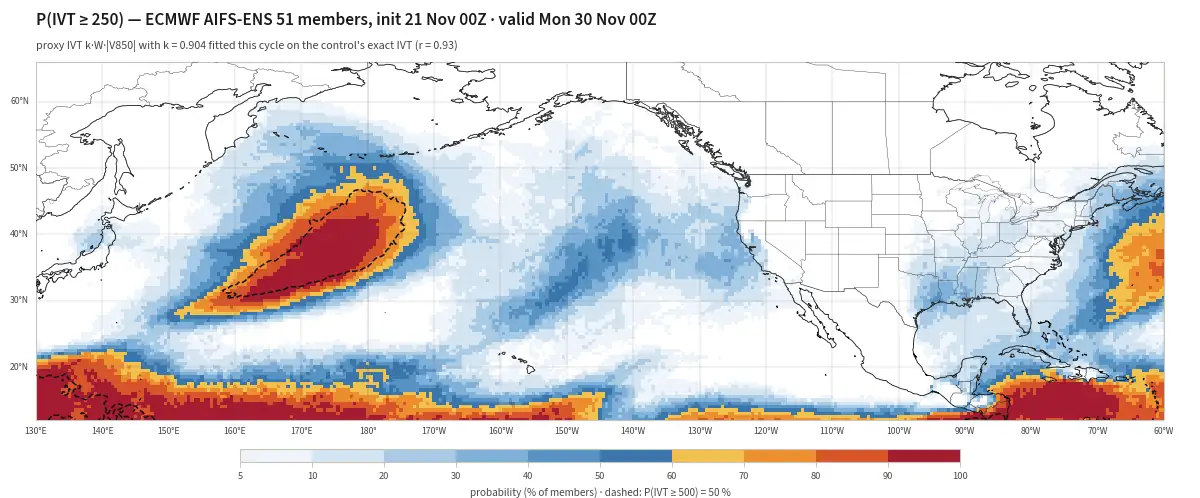 P(IVT ≥ 250) — ECMWF AIFS-ENS 51 members, init 21 Nov 00Z · valid Mon 30 Nov 00Z
proxy IVT k·W·|V850| with k = 0.904 fitted this cycle on the control's exact IVT (r = 0.93)
60°N
50°N
40°N
30°N
20°N
130°E 140°E 150°E 160°E 170°E 180° 170°W 160°W 150°W 140°W 130°W 120°W 110°W 100°W 90°W 80°W 70°W 60°W
5 10 20 30 40 50 60 70 80 90 100
probability (% of members) · dashed: P(IVT ≥ 500) = 50 %